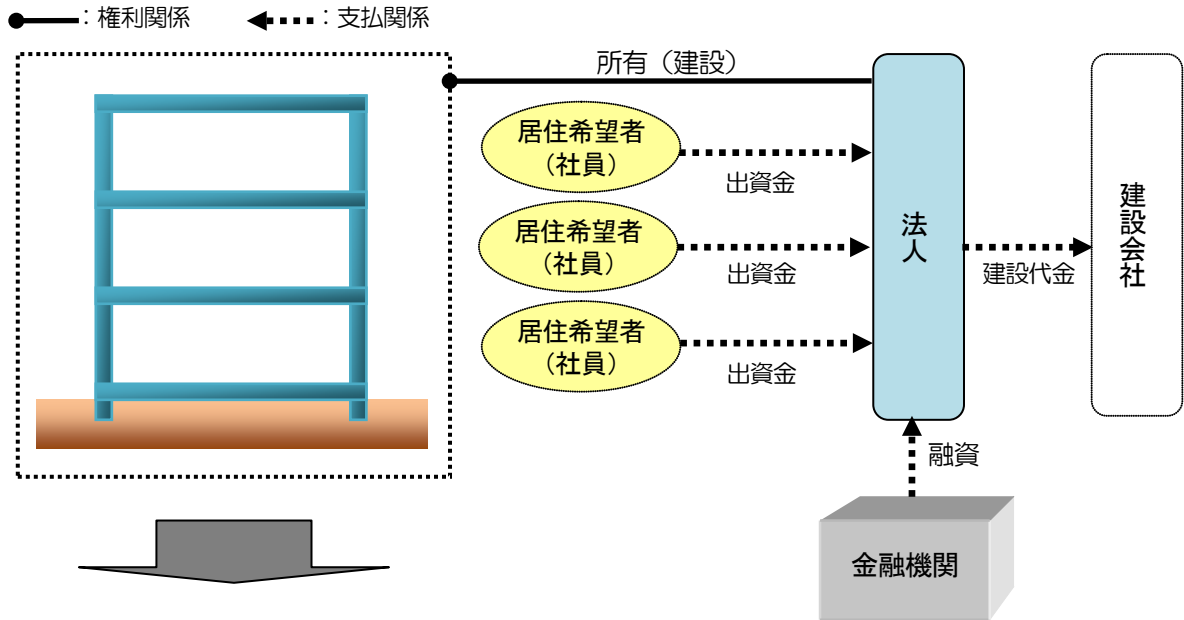 ：権利関係
：支払関係
所有（建設）
居住希望者
（社員）
出資金
居住希望者
（社員）
出資金
居住希望者
（社員）
出資金
法人
建設代金
建設会社
融資
金融機関